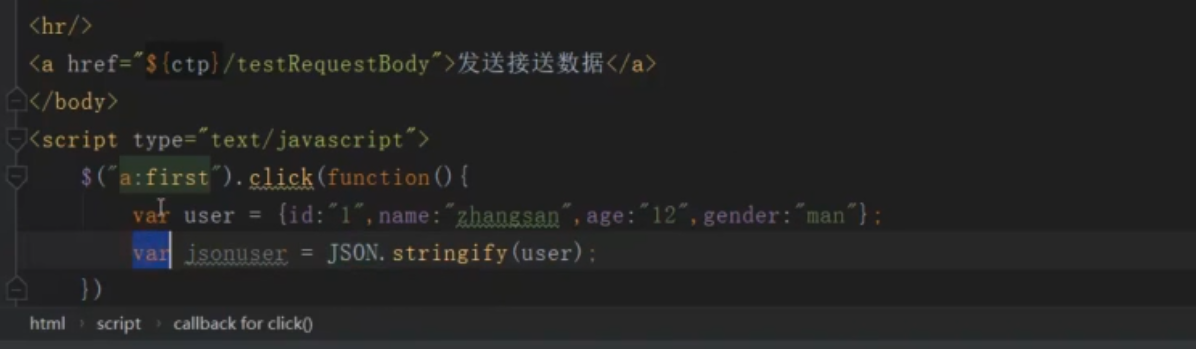 <hr/>
<a href="${ctp}/testRequestBody">发送接送数据</a>
</body>
<script type="text/javascript">
$("a:first").click(function(){
var user = {id:"1",name:"zhangsan",age:"12",gender:"man"};
var jsonuser = JSON.stringify(user);
})
html › script › callback for click()